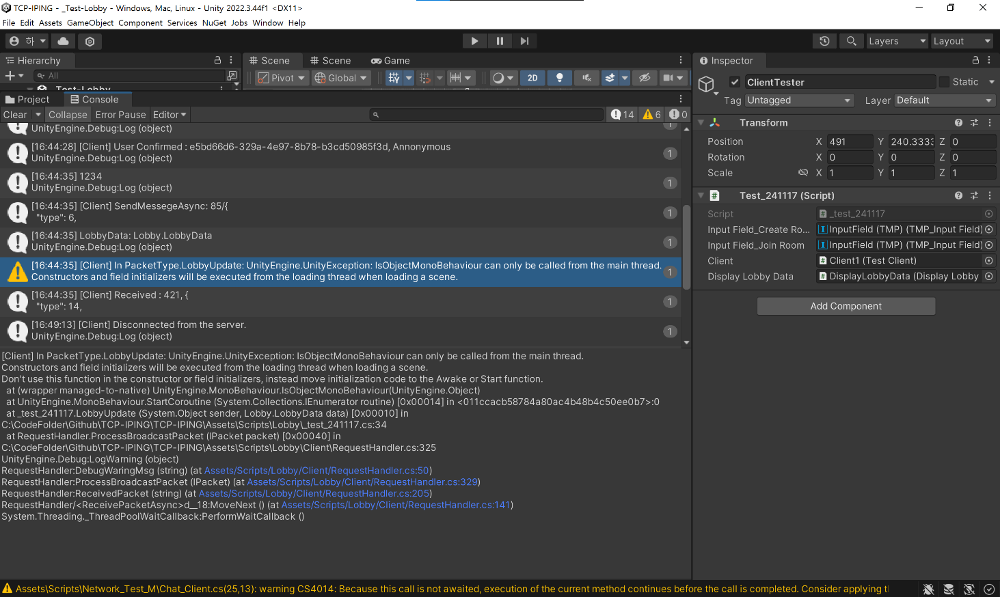 TCP-IPING - _Test-Lobby - Windows, Mac, Linux - Unity 2022.3.44f1 <DX11>
File Edit Assets GameObject Component Services NuGet Jobs Window Help
하
Layers
Layout
Hierarchy
Scene
Scene
Game
Inspector
All
Pivot
Global
2D
ClientTester
Static
Test-Lobby
Project
Console
Tag Untagged
Layer Default
Clear
Collapse
Error Pause
Editor
14
6
0
Transform
UnityEngine.Debug:Log (object)
1
Position X 491 Y 240.3333 Z 0
Rotation X 0 Y 0 Z 0
Scale X 1 Y 1 Z 1
[16:44:28] [Client] User Confirmed : e5bd66d6-329a-4e97-8b78-b3cd50985f3d, Annonymous
UnityEngine.Debug:Log (object)
1
[16:44:35] 1234
UnityEngine.Debug:Log (object)
1
Test_241117 (Script)
[16:44:35] [Client] SendMessegeAsync: 85/{
"type": 6,
1
Script
_test_241117
Input Field_Create Ro...
InputField (TMP) (TMP_Input Field)
[16:44:35] LobbyData: Lobby.LobbyData
UnityEngine.Debug:Log (object)
1
Input Field_Join Room
InputField (TMP) (TMP_Input Field)
Client
Client1 (Test Client)
Display Lobby Data
DisplayLobbyData (Display Lobby
[16:44:35] [Client] In PacketType.LobbyUpdate: UnityEngine.UnityException: IsObjectMonoBehaviour can only be called from the main thread.
Constructors and field initializers will be executed from the loading thread when loading a scene.
1
Add Component
[16:44:35] [Client] Received : 421, {
"type": 14,
1
[16:49:13] [Client] Disconnected from the server.
UnityEngine.Debug:Log (object)
1
[Client] In PacketType.LobbyUpdate: UnityEngine.UnityException: IsObjectMonoBehaviour can only be called from the main thread.
Constructors and field initializers will be executed from the loading thread when loading a scene.
Don't use this function in the constructor or field initializers, instead move initialization code to the Awake or Start function.
at (wrapper managed-to-native) UnityEngine.MonoBehaviour.IsObjectMonoBehaviour(UnityEngine.Object)
at UnityEngine.MonoBehaviour.StartCoroutine (System.Collections.IEnumerator routine) [0x00014] in <011ccacb58784a80ac4b48b4c50ee0b7>:0
at _test_241117.LobbyUpdate (System.Object sender, Lobby.LobbyData data) [0x00010] in
C:\CodeFolder\Github\TCP-IPING\TCP-IPING\Assets\Scripts\Lobby\_test_241117.cs:34
at RequestHandler.ProcessBroadcastPacket (IPacket packet) [0x00040] in
C:\CodeFolder\Github\TCP-IPING\TCP-IPING\Assets\Scripts\Lobby\Client\RequestHandler.cs:325
UnityEngine.Debug:LogWarning (object)
RequestHandler:DebugWaringMsg (string) (at Assets/Scripts/Lobby/Client/RequestHandler.cs:50)
RequestHandler:ProcessBroadcastPacket (IPacket) (at Assets/Scripts/Lobby/Client/RequestHandler.cs:329)
RequestHandler:ReceivedPacket (string) (at Assets/Scripts/Lobby/Client/RequestHandler.cs:205)
RequestHandler/<ReceivePacketAsync>d__18:MoveNext () (at Assets/Scripts/Lobby/Client/RequestHandler.cs:141)
System.Threading._ThreadPoolWaitCallback:PerformWaitCallback ()
Assets\Scripts\Network_Test_M\Chat_Client.cs(25,13): warning CS4014: Because this call is not awaited, execution of the current method continues before the call is completed. Consider applying t